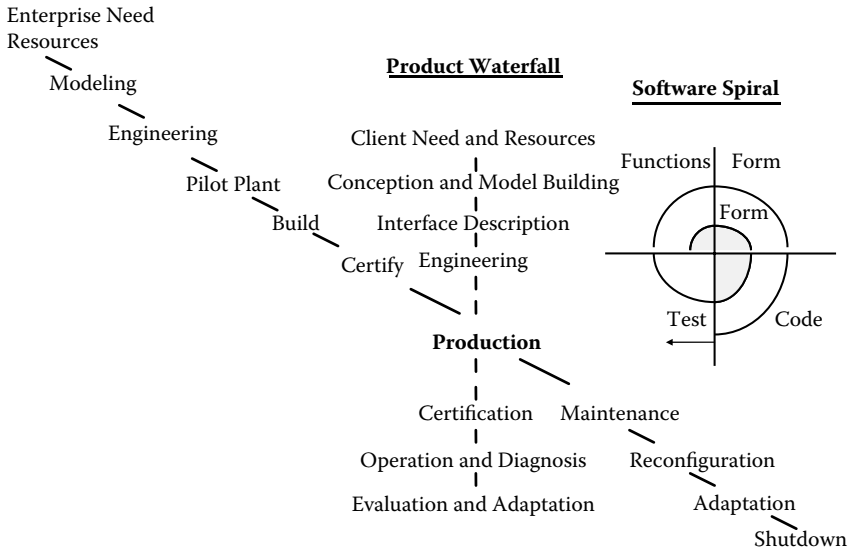 Enterprise Need
Resources
Modeling
Engineering
Pilot Plant
Build
Certify
Product Waterfall
Client Need and Resources
Conception and Model Building
Interface Description
Engineering
Production
Certification
Operation and Diagnosis
Evaluation and Adaptation
Maintenance
Reconfiguration
Adaptation
Shutdown
Software Spiral
Functions
Form
Form
Test
Code